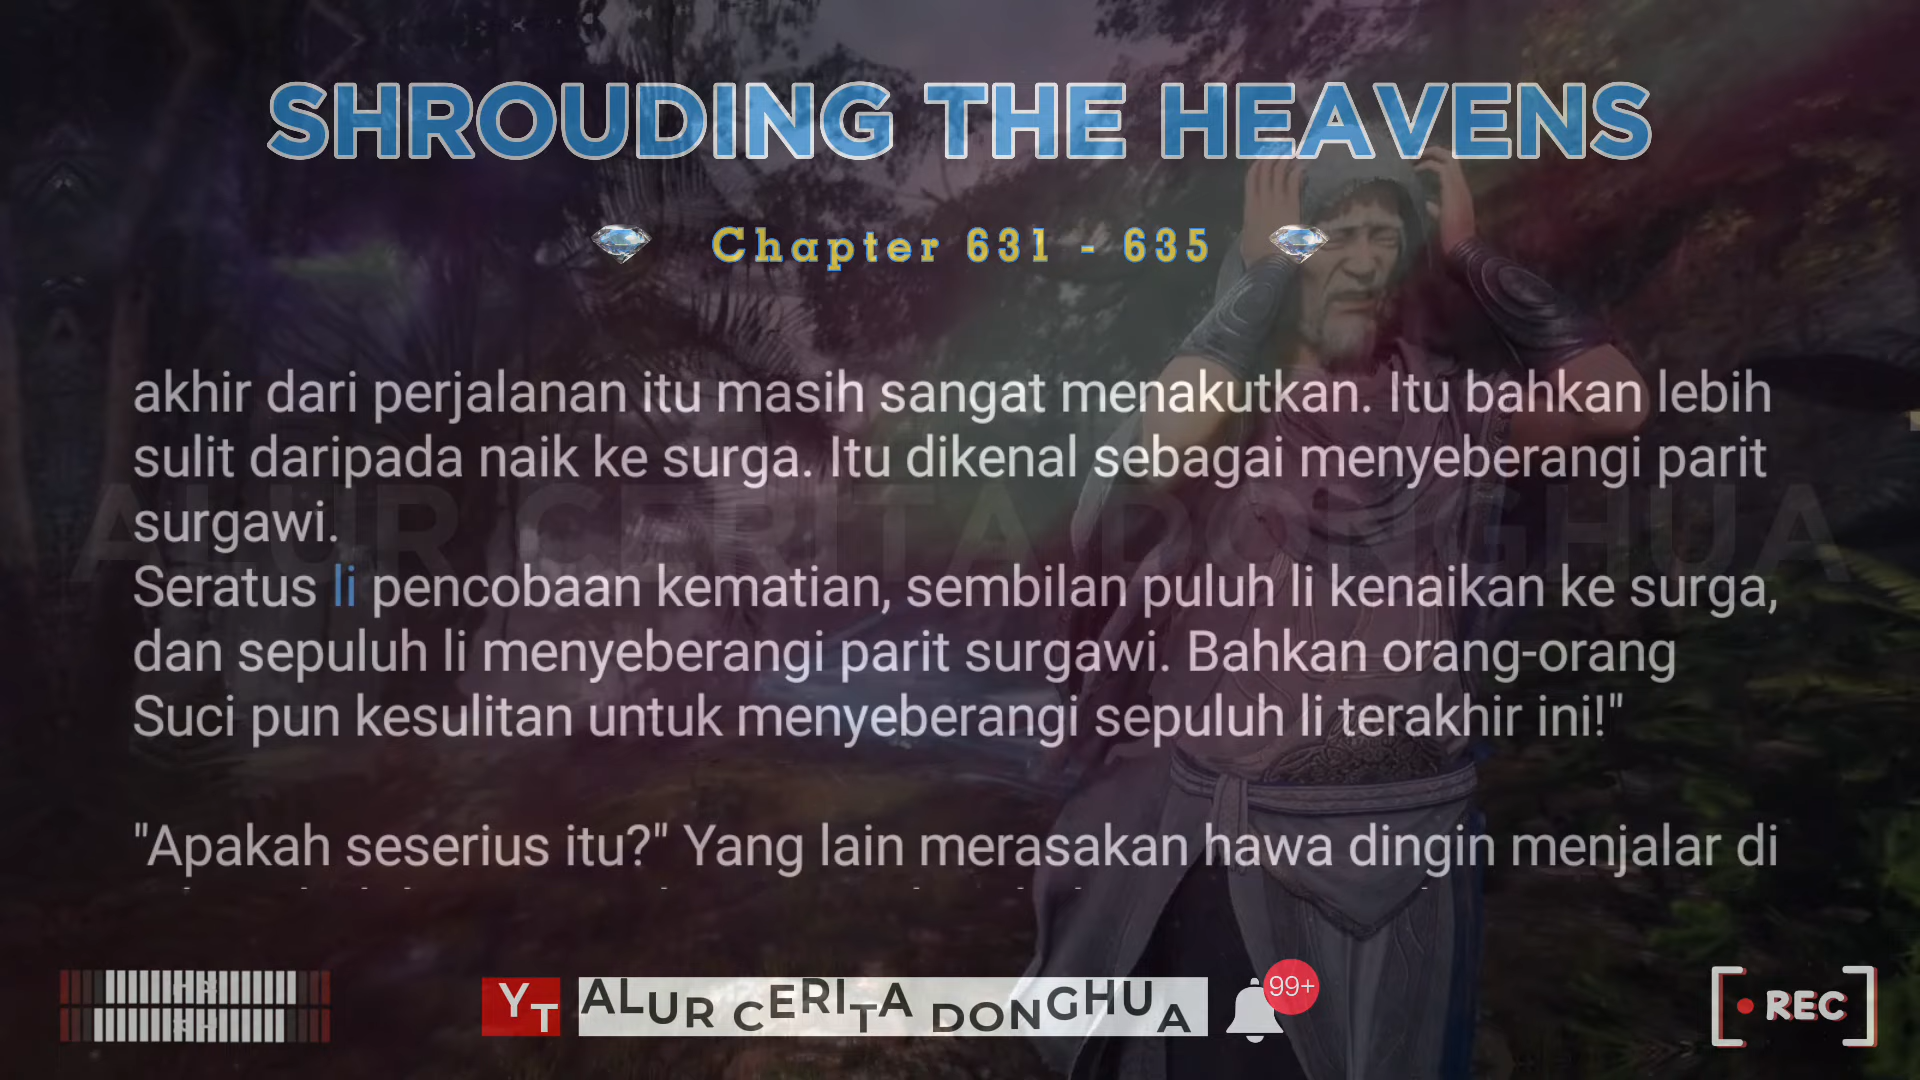 SHROUDING THE HEAVENS
Chapter 631 - 635
akhir dari perjalanan itu masih sangat menakutkan. Itu bahkan lebih
sulit daripada naik ke surga. Itu dikenal sebagai menyeberangi parit
surgawi.
Seratus li pencobaan kematian, sembilan puluh li kenaikan ke surga,
dan sepuluh li menyeberangi parit surgawi. Bahkan orang-orang
Suci pun kesulitan untuk menyeberangi sepuluh li terakhir ini!"
"Apakah seserius itu?" Yang lain merasakan hawa dingin menjalar di
ALUR CERITA DONGHUA
YT ALUR CERITA DONGHUA 99+
REC